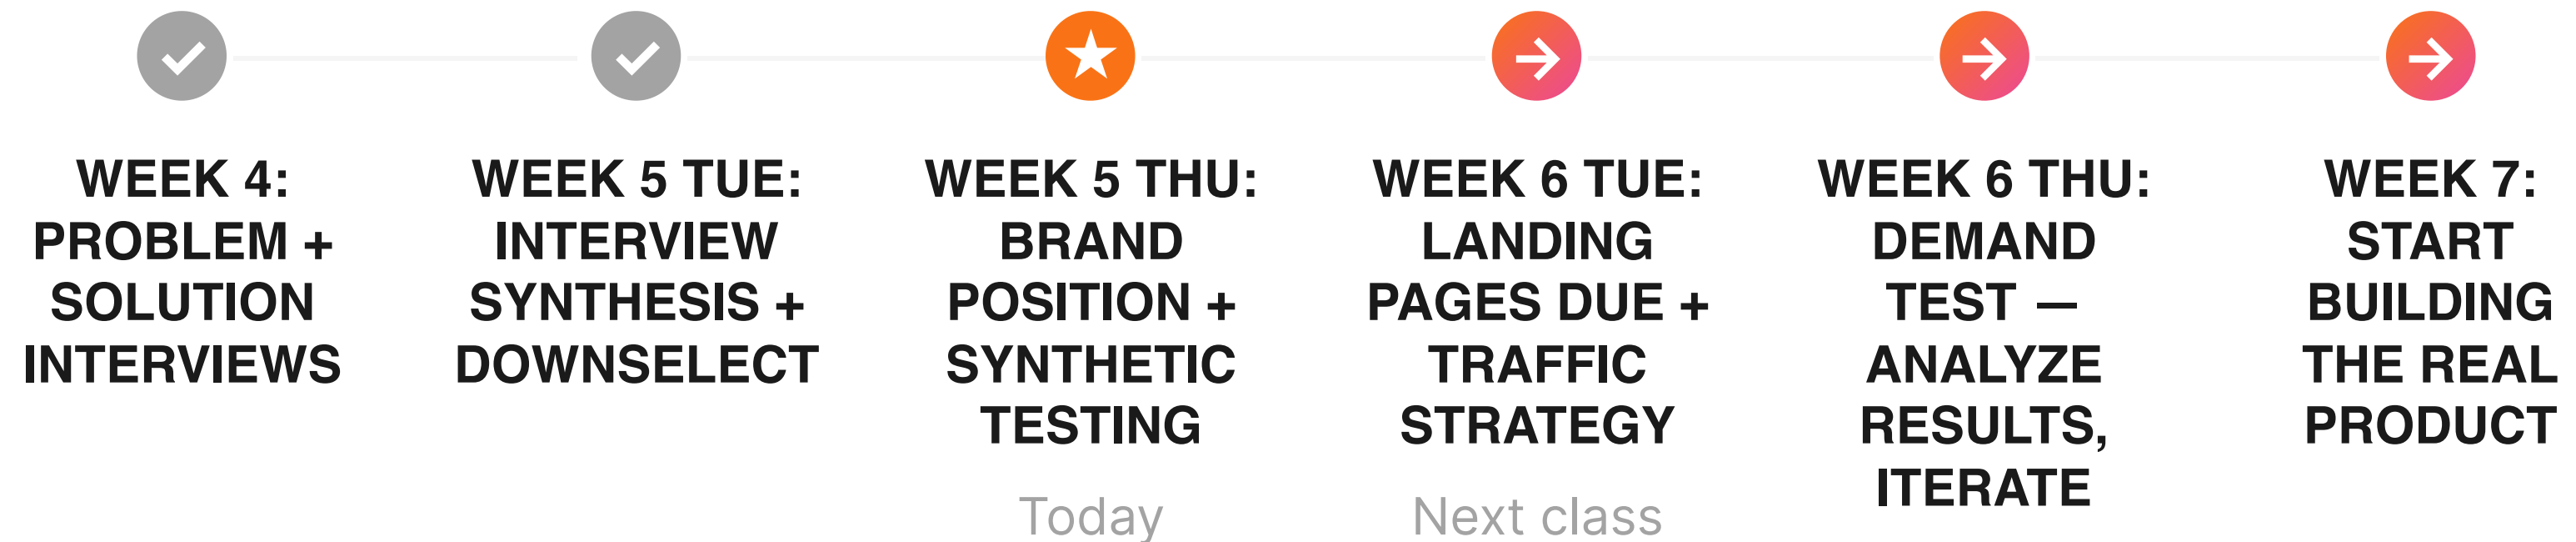 WEEK 4:
PROBLEM +
SOLUTION
INTERVIEWS
WEEK 5 TUE:
INTERVIEW
SYNTHESIS +
DOWNSELECT
WEEK 5 THU:
BRAND
POSITION +
SYNTHETIC
TESTING
Today
WEEK 6 TUE:
LANDING
PAGES DUE +
TRAFFIC
STRATEGY
Next class
WEEK 6 THU:
DEMAND
TEST —
ANALYZE
RESULTS,
ITERATE
WEEK 7:
START
BUILDING
THE REAL
PRODUCT